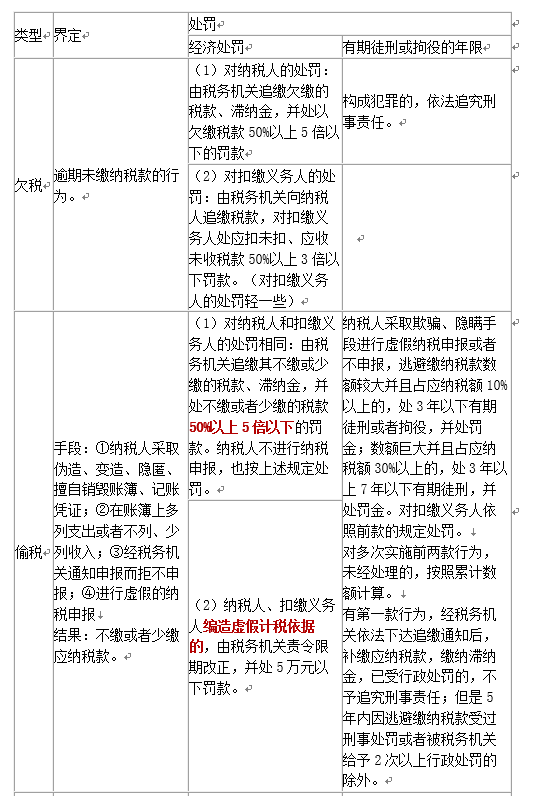 类型
界定
处罚
经济处罚
有期徒刑或拘役的年限
欠税
逾期未缴纳税款的行
为。
（1）对纳税人的处罚：
由税务机关追缴欠缴的
税款、滞纳金，并处以
欠缴税款 50%以上 5 倍以
下的罚款
构成犯罪的，依法追究刑
事责任。
（2）对扣缴义务人的处
罚：由税务机关向纳税
人追缴税款，对扣缴义
务人处应扣未扣、应收
未收税款 50%以上 3 倍以
下罚款。（对扣缴义务
人的处罚轻一些）
偷税
手段：①纳税人采取
伪造、变造、隐匿、
擅自销毁账簿、记账
凭证；②在账簿上多
列支出或者不列、少
列收入；③经税务机
关通知申报而拒不申
报；④进行虚假的纳
税申报
结果：不缴或者少缴
应纳税款。
（1）对纳税人和扣缴义
务人的处罚相同：由税
务机关追缴其不缴或少
缴的税款、滞纳金，并
处不缴或者少缴的税款
50%以上 5 倍以下的罚
款。纳税人不进行纳税
申报，也按上述规定处
罚。
（2）纳税人、扣缴义务
人编造虚假计税依据
的，由税务机关责令限
期改正，并处 5 万元以
下罚款。
纳税人采取欺骗、隐瞒手
段进行虚假纳税申报或者
不申报，逃避缴纳税款数
额较大并且占应纳税额 10%
以上的，处 3 年以下有期
徒刑或者拘役，并处罚
金；数额巨大并且占应纳
税额 30%以上的，处 3 年以
上 7 年以下有期徒刑，并
处罚金。对扣缴义务人依
照前款的规定处罚。
对多次实施前两款行为，
未经处理的，按照累计数
额计算。
有第一款行为，经税务机
关依法下达追缴通知后，
补缴应纳税款，缴纳滞纳
金，已受行政处罚的，不
予追究刑事责任；但是 5
年内因逃避缴纳税款受过
刑事处罚或者被税务机关
给予 2 次以上行政处罚的
除外。